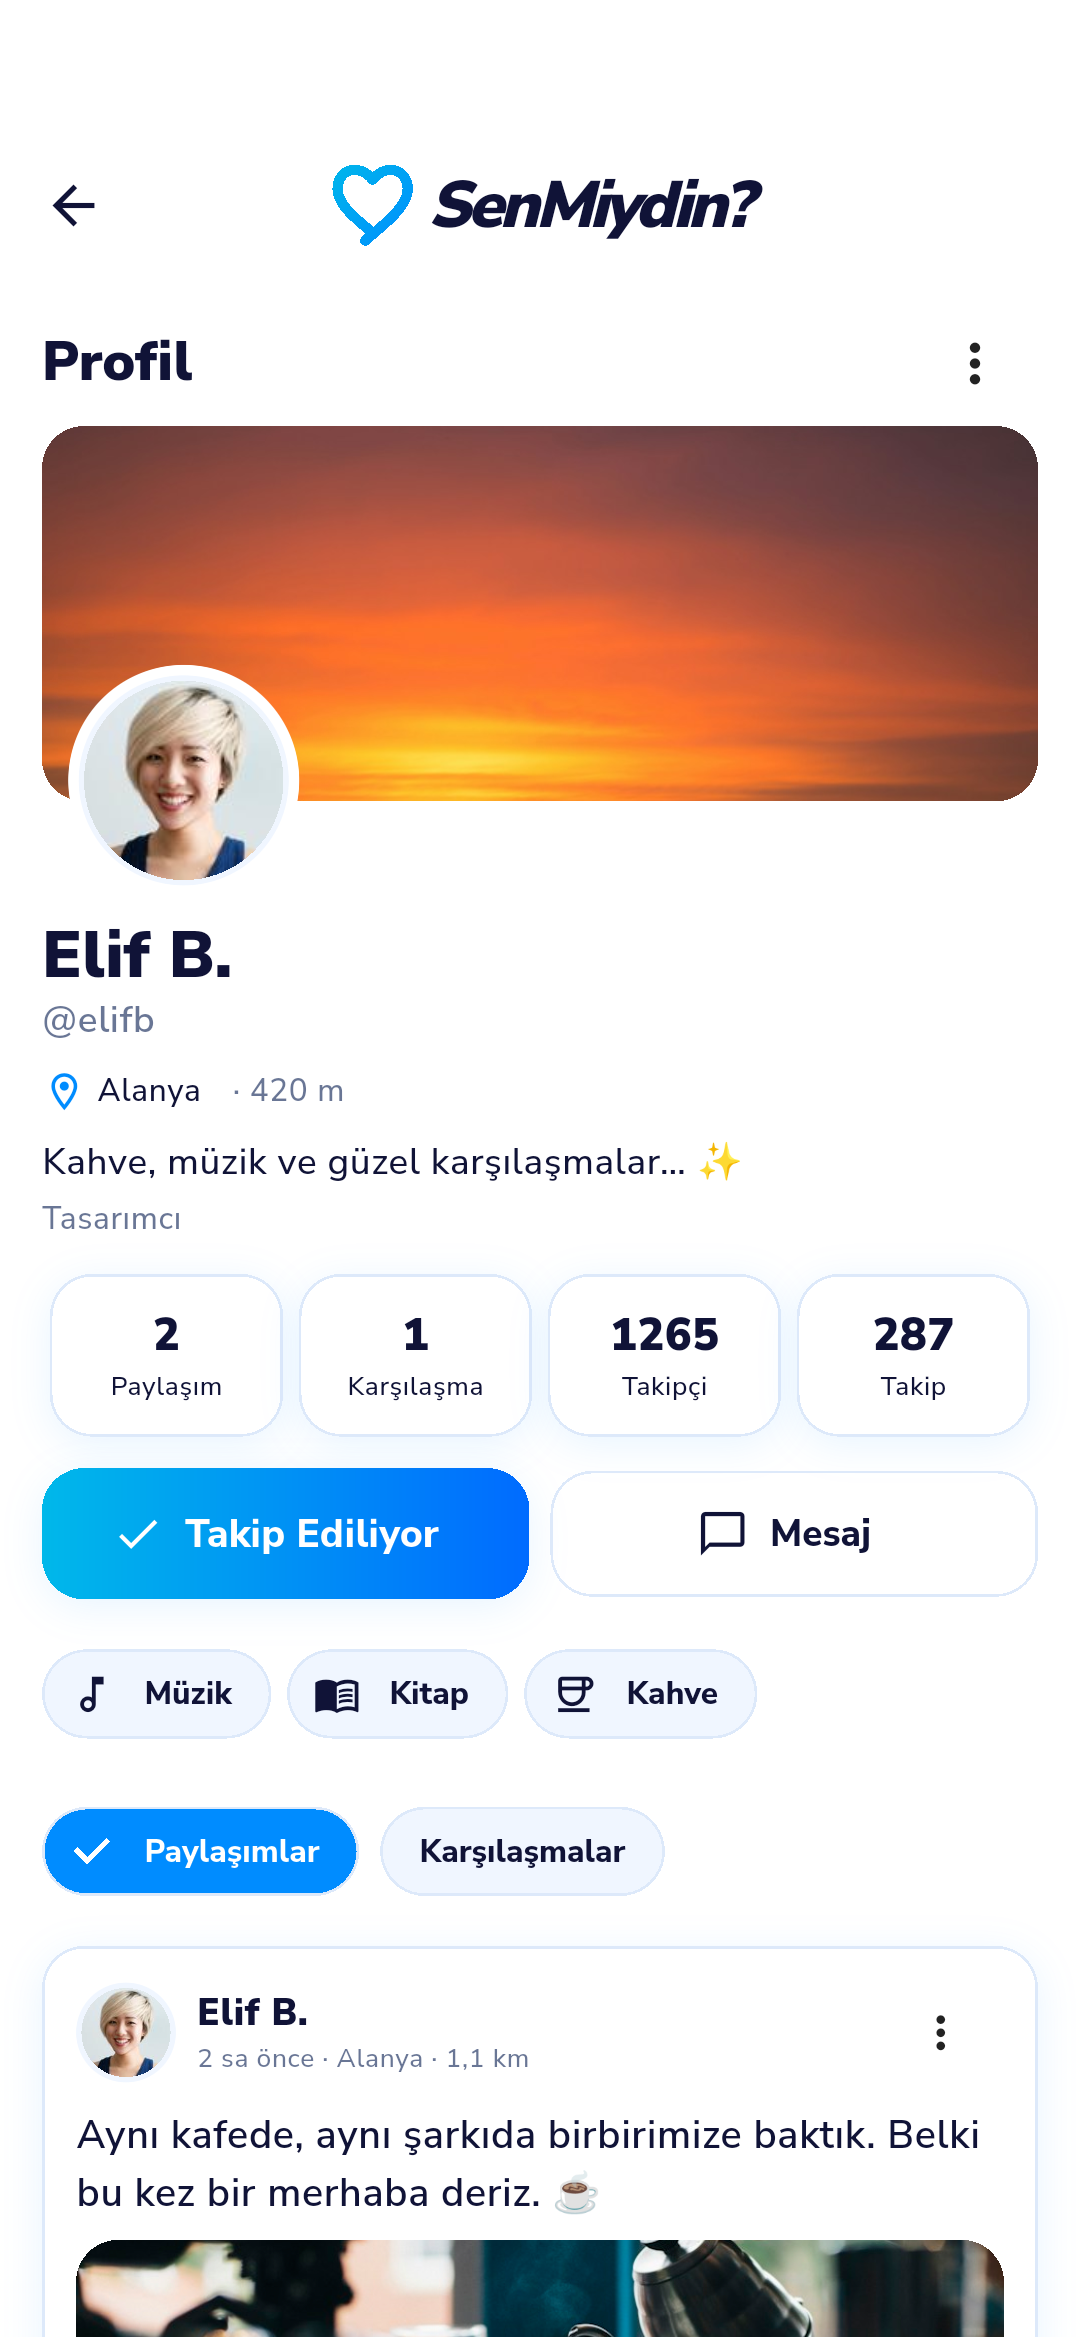 SenMiydin?
Profil
Elif B.
@elifb
Alanya · 420 m
Kahve, müzik ve güzel karşılaşmalar... ✨
Tasarımcı
2 1 1265 287
Paylaşım Karşılaşma Takipçi Takip
Takip Ediliyor Mesaj
Müzik Kitap Kahve
Paylaşımlar Karşılaşmalar
Elif B.
2 sa önce · Alanya · 1,1 km
Aynı kafede, aynı şarkıda birbirimize baktık. Belki
bu kez bir merhaba deriz. ☕